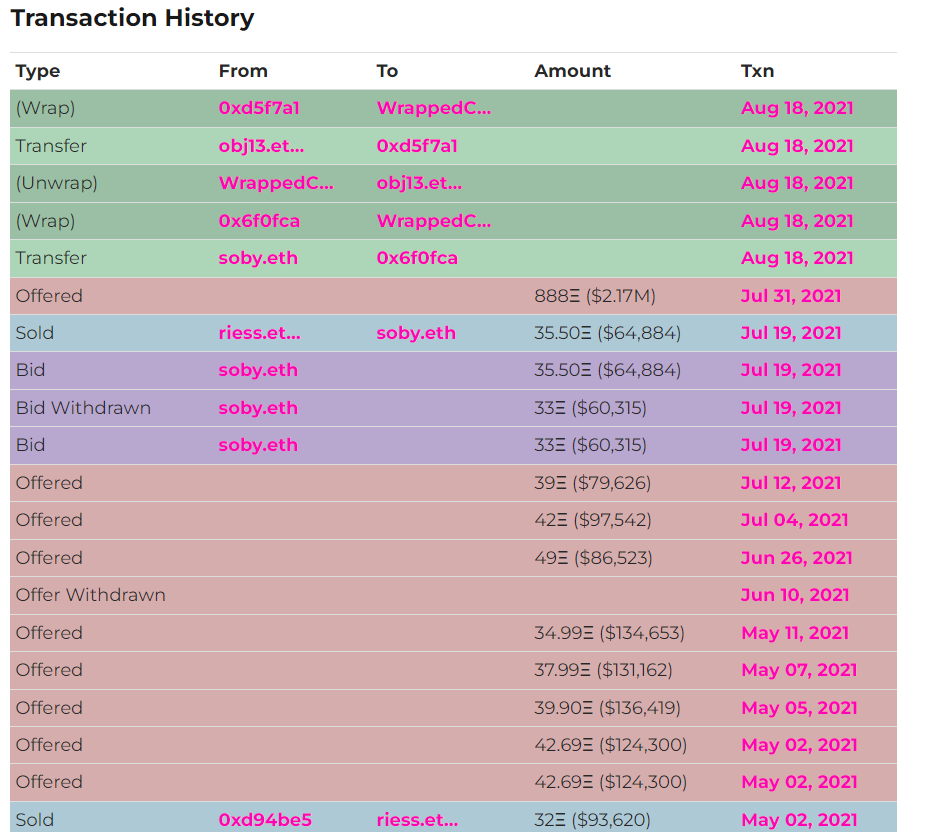 Transaction History
Type From To Amount Txn
(Wrap) 0xd5f7a1 WrappedC... Aug 18, 2021
Transfer obj13.et... 0xd5f7a1 Aug 18, 2021
(Unwrap) WrappedC... obj13.et... Aug 18, 2021
(Wrap) 0x6f0fca WrappedC... Aug 18, 2021
Transfer soby.eth 0x6f0fca Aug 18, 2021
Offered 888Ξ ($2.17M) Jul 31, 2021
Sold riess.et... soby.eth 35.50Ξ ($64,884) Jul 19, 2021
Bid soby.eth 35.50Ξ ($64,884) Jul 19, 2021
Bid Withdrawn soby.eth 33Ξ ($60,315) Jul 19, 2021
Bid soby.eth 33Ξ ($60,315) Jul 19, 2021
Offered 39Ξ ($79,626) Jul 12, 2021
Offered 42Ξ ($97,542) Jul 04, 2021
Offered 49Ξ ($86,523) Jun 26, 2021
Offer Withdrawn Jun 10, 2021
Offered 34.99Ξ ($134,653) May 11, 2021
Offered 37.99Ξ ($131,162) May 07, 2021
Offered 39.90Ξ ($136,419) May 05, 2021
Offered 42.69Ξ ($124,300) May 02, 2021
Offered 42.69Ξ ($124,300) May 02, 2021
Sold 0xd94be5 riess.et... 32Ξ ($93,620) May 02, 2021